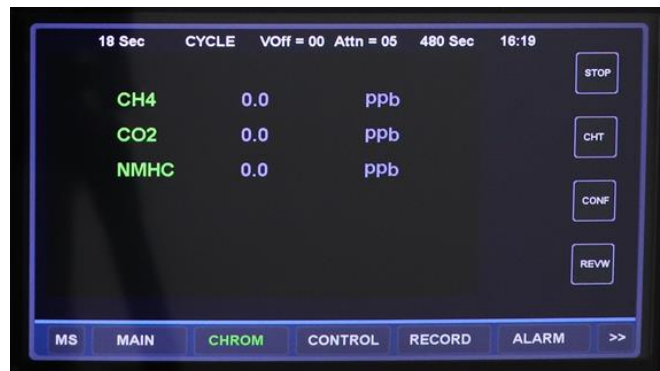 18 Sec CYCLE VOff = 00 Attn = 05 480 Sec 16:19
STOP
CH4 0.0 ppb
CO2 0.0 ppb
CHT
NMHC 0.0 ppb
CONF
REVW
MS MAIN CHROM CONTROL RECORD ALARM >>